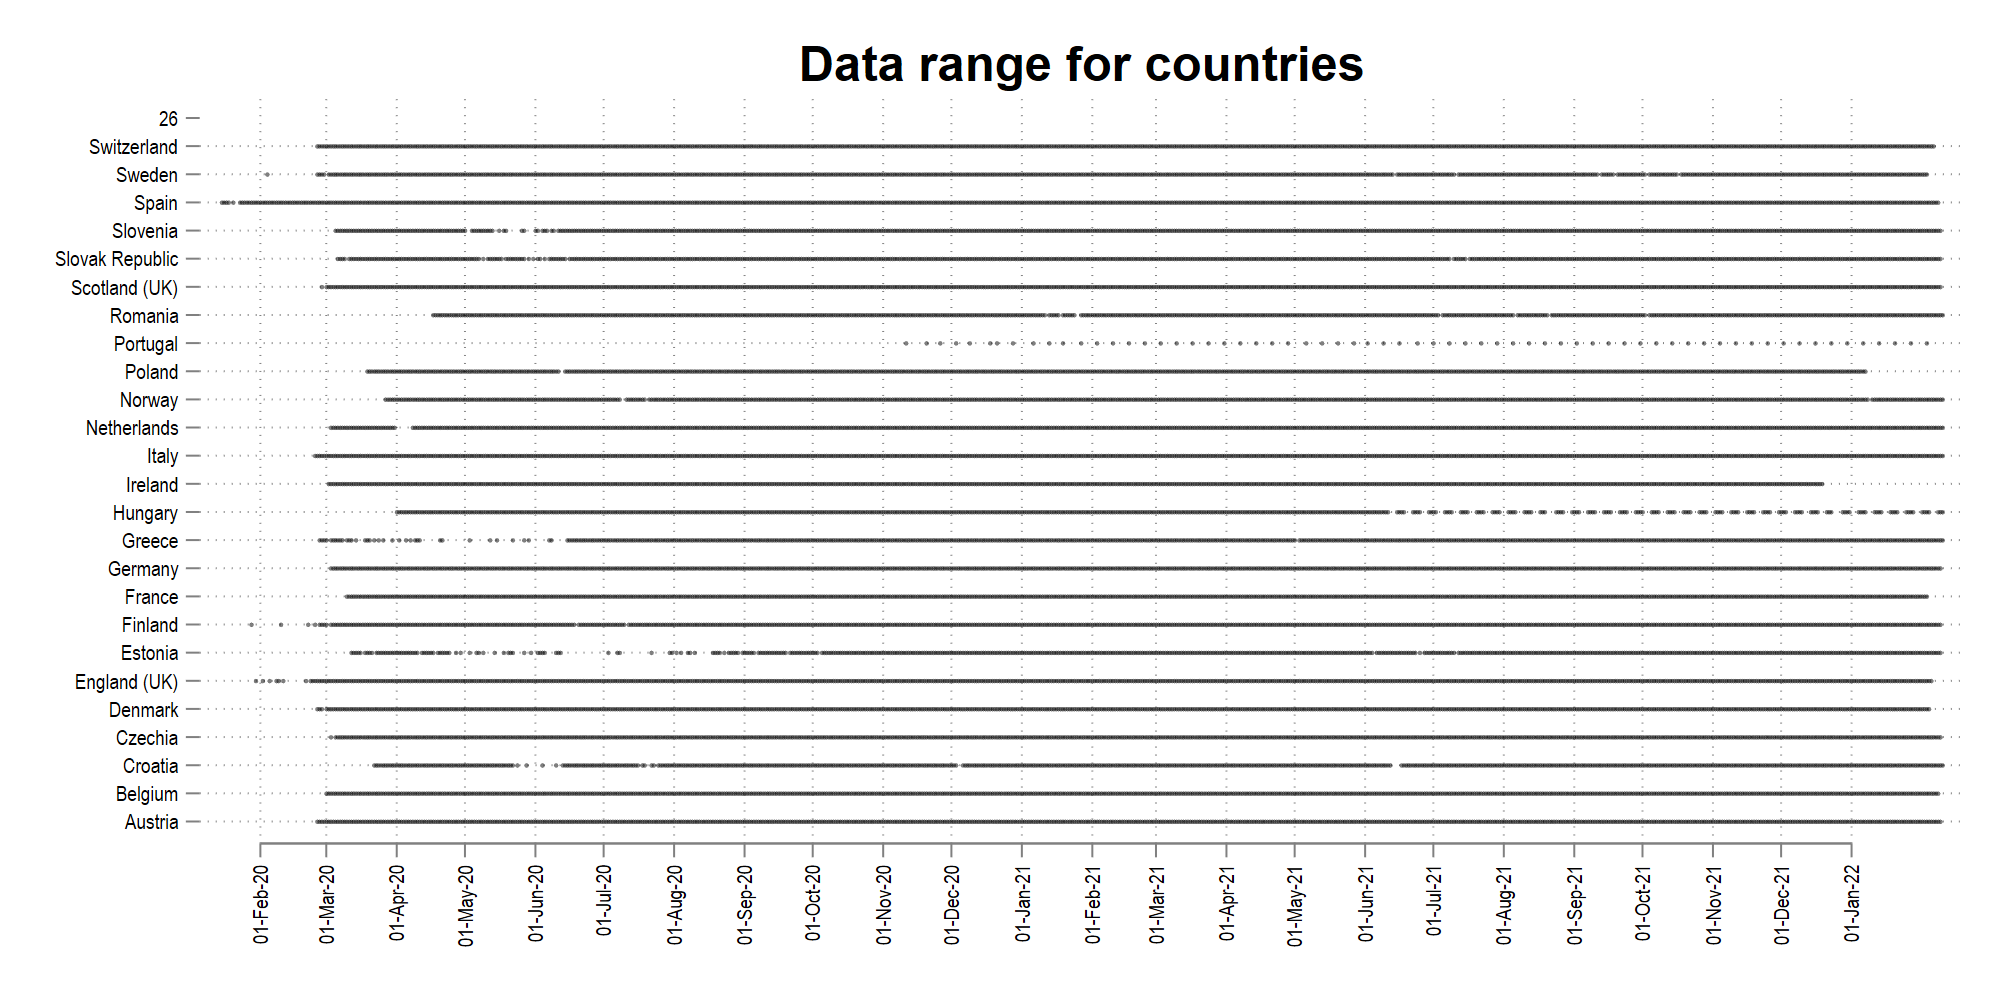 Data range for countries
26
Switzerland
Sweden
Spain
Slovenia
Slovak Republic
Scotland (UK)
Romania
Portugal
Poland
Norway
Netherlands
Italy
Ireland
Hungary
Greece
Germany
France
Finland
Estonia
England (UK)
Denmark
Czechia
Croatia
Belgium
Austria
01-Feb-20
01-Mar-20
01-Apr-20
01-May-20
01-Jun-20
01-Jul-20
01-Aug-20
01-Sep-20
01-Oct-20
01-Nov-20
01-Dec-20
01-Jan-21
01-Feb-21
01-Mar-21
01-Apr-21
01-May-21
01-Jun-21
01-Jul-21
01-Aug-21
01-Sep-21
01-Oct-21
01-Nov-21
01-Dec-21
01-Jan-22